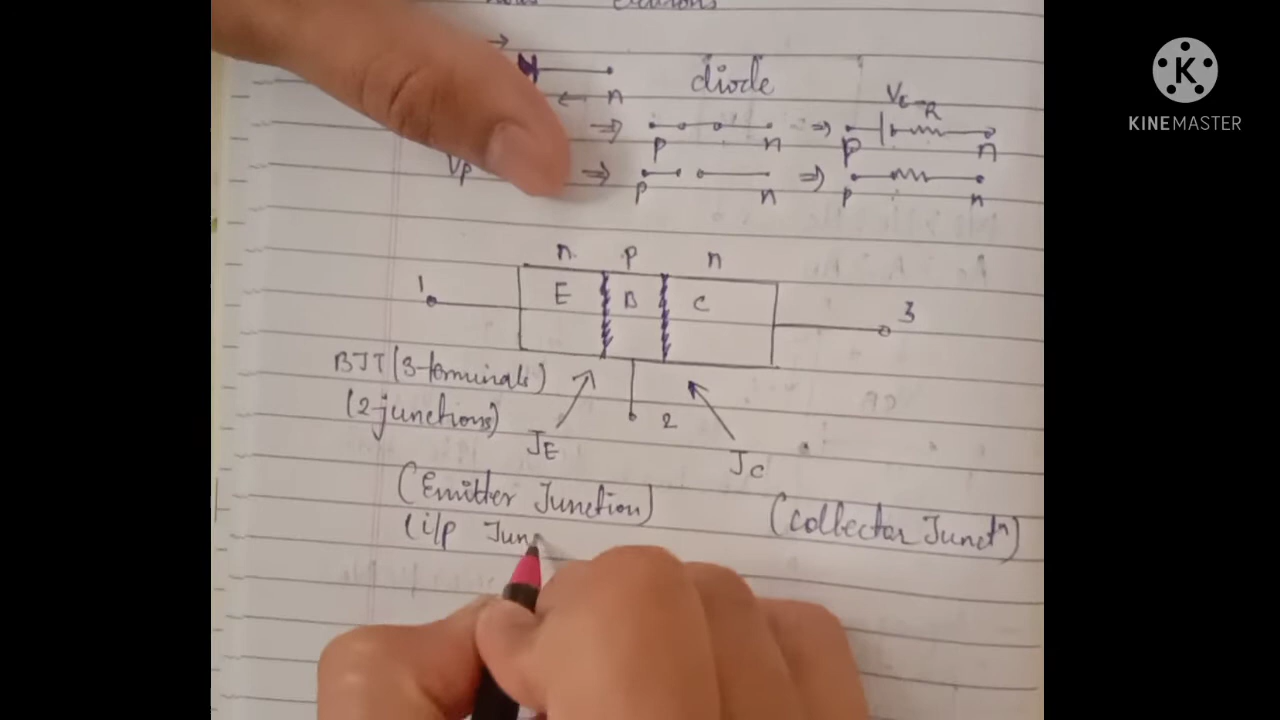 diode
n
V
R
p n p n
Vp
p n p n
n p n
1 E B C 3
BJT (3-terminals)
(2-junctions)
2
JE JC
(Emitter Junction) (collector Junctn)
(i/p Jun
K
KINEMASTER